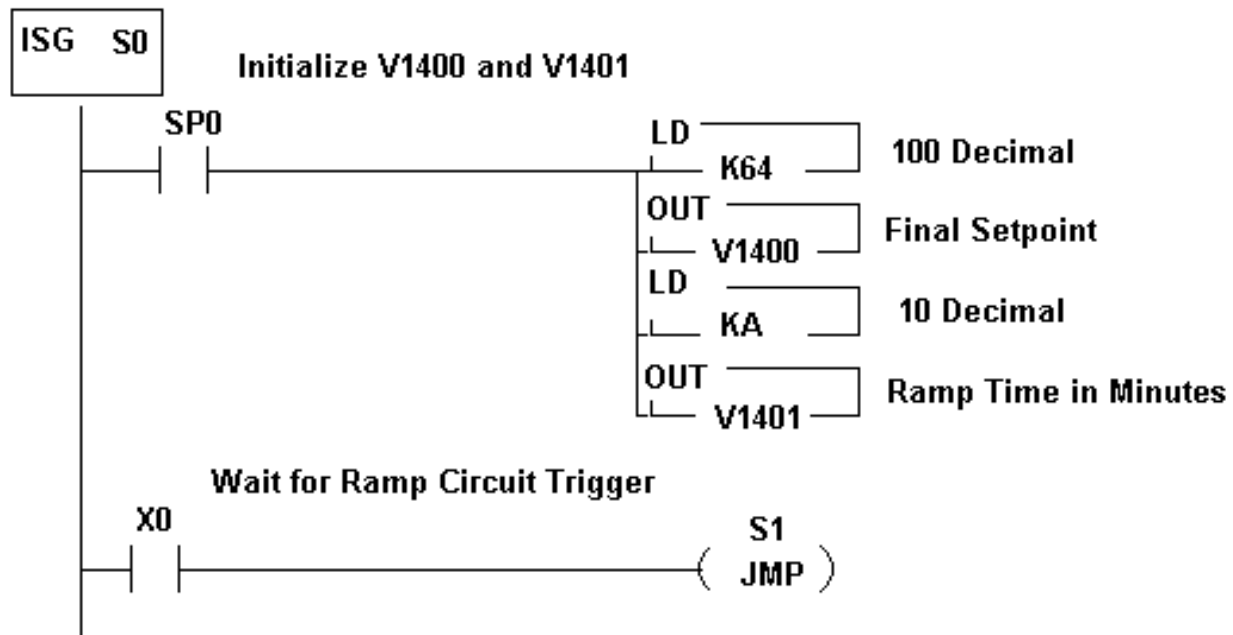 ISG S0
Initialize V1400 and V1401
SP0
LD
K64
100 Decimal
OUT
V1400
Final Setpoint
LD
KA
10 Decimal
OUT
V1401
Ramp Time in Minutes
Wait for Ramp Circuit Trigger
X0
S1
JMP